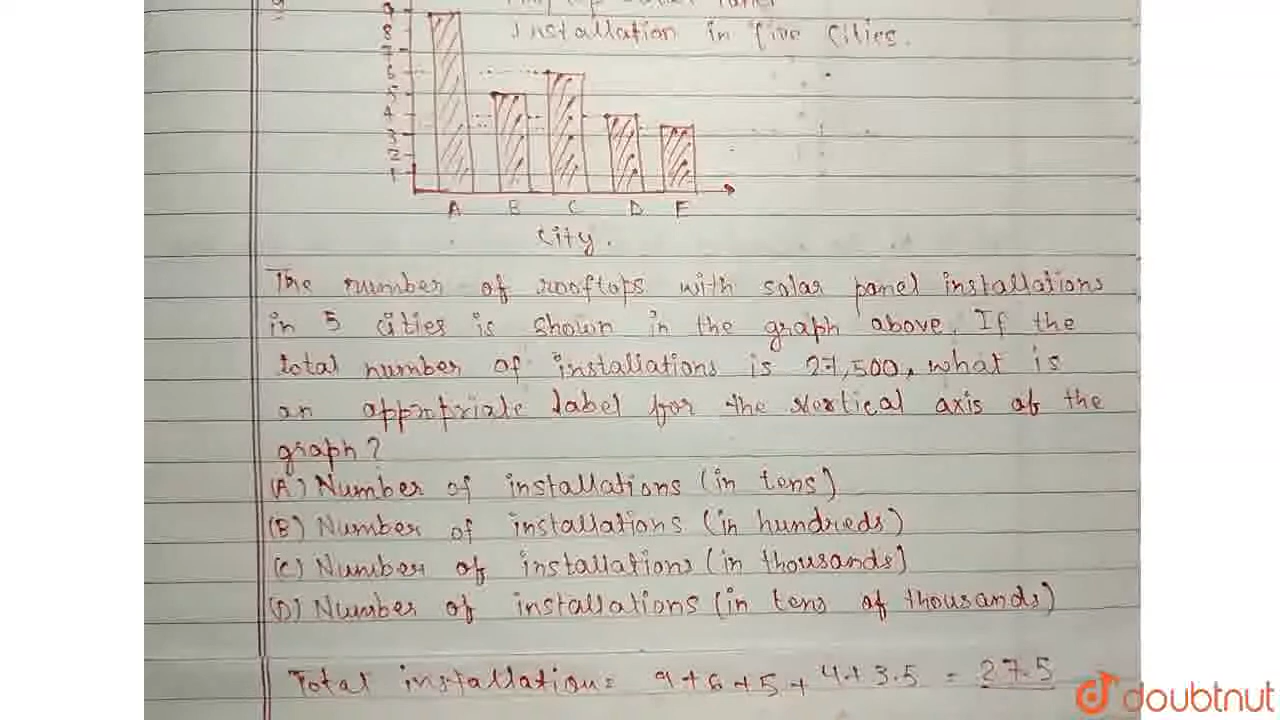 9
8
7
6
5
4
3
2
1
Installation in five Cities.
A B C D E
City.
The number of rooftops with solar panel installations
in 5 cities is shown in the graph above. If the
total number of installations is 27,500, what is
an appropriate label for the vertical axis of the
graph?
(A) Number of installations (in tens)
(B) Number of installations (in hundreds)
(C) Number of installations (in thousands)
(D) Number of installations (in tens of thousands)
Total installation = 9+6+5+4+3.5 = 27.5
doubtnut